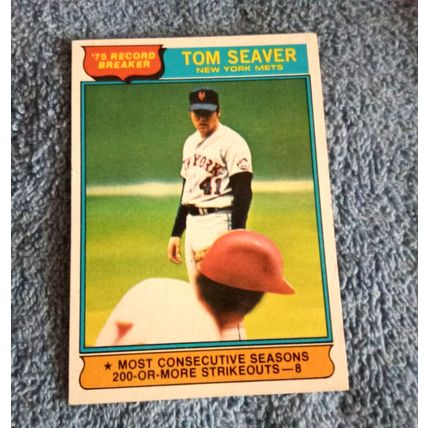 '75 RECORD
BREAKER
TOM SEAVER
NEW YORK METS
NEW YORK
41
★ MOST CONSECUTIVE SEASONS
200-OR-MORE STRIKEOUTS—8